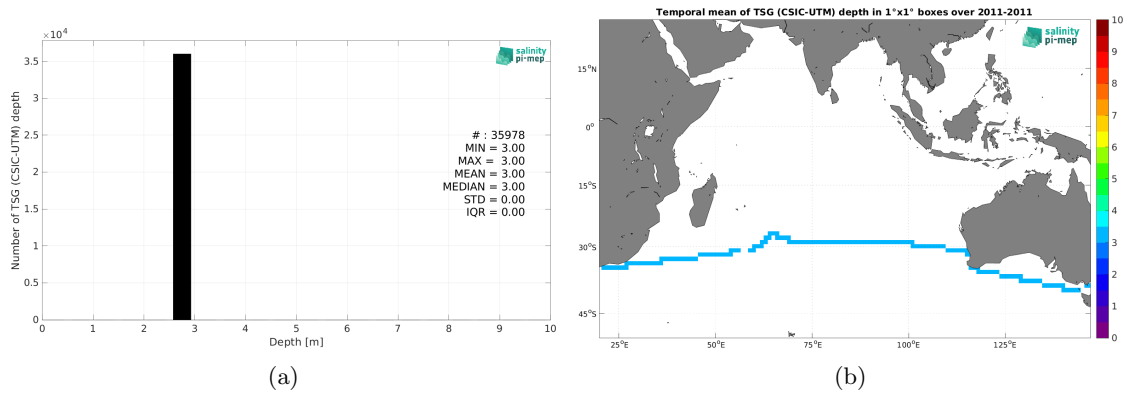 ×10⁴
3.5
3
2.5
2
1.5
1
0.5
0
0 1 2 3 4 5 6 7 8 9 10
Number of TSG (CSIC-UTM) depth
Depth [m]
salinity
pi-mep
# : 35978
MIN = 3.00
MAX = 3.00
MEAN = 3.00
MEDIAN = 3.00
STD = 0.00
IQR = 0.00
(a)
Temporal mean of TSG (CSIC-UTM) depth in 1°x1° boxes over 2011-2011
salinity
pi-mep
15°N
0°
15°S
30°S
45°S
25°E 50°E 75°E 100°E 125°E
10
9
8
7
6
5
4
3
2
1
0
(b)